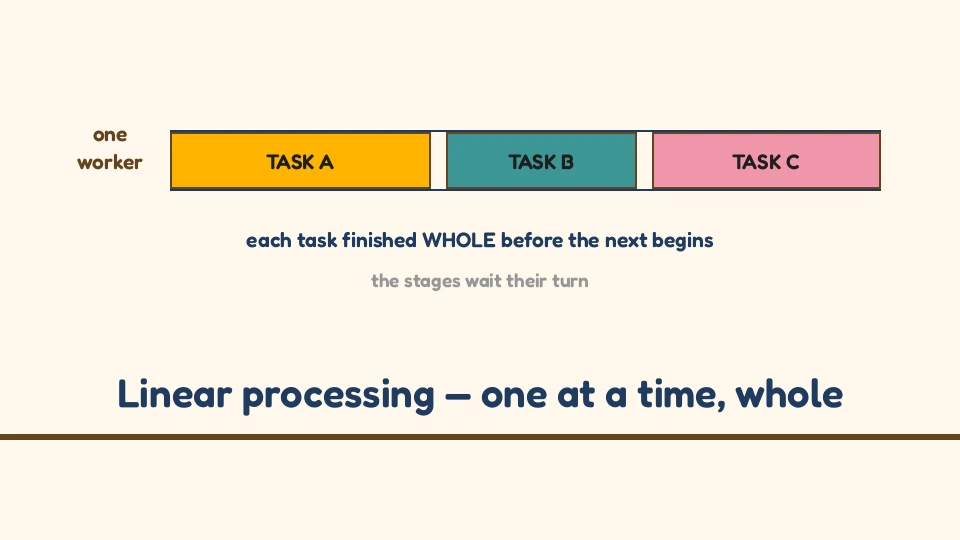 one
worker
TASK A
TASK B
TASK C
each task finished WHOLE before the next begins
the stages wait their turn
Linear processing — one at a time, whole